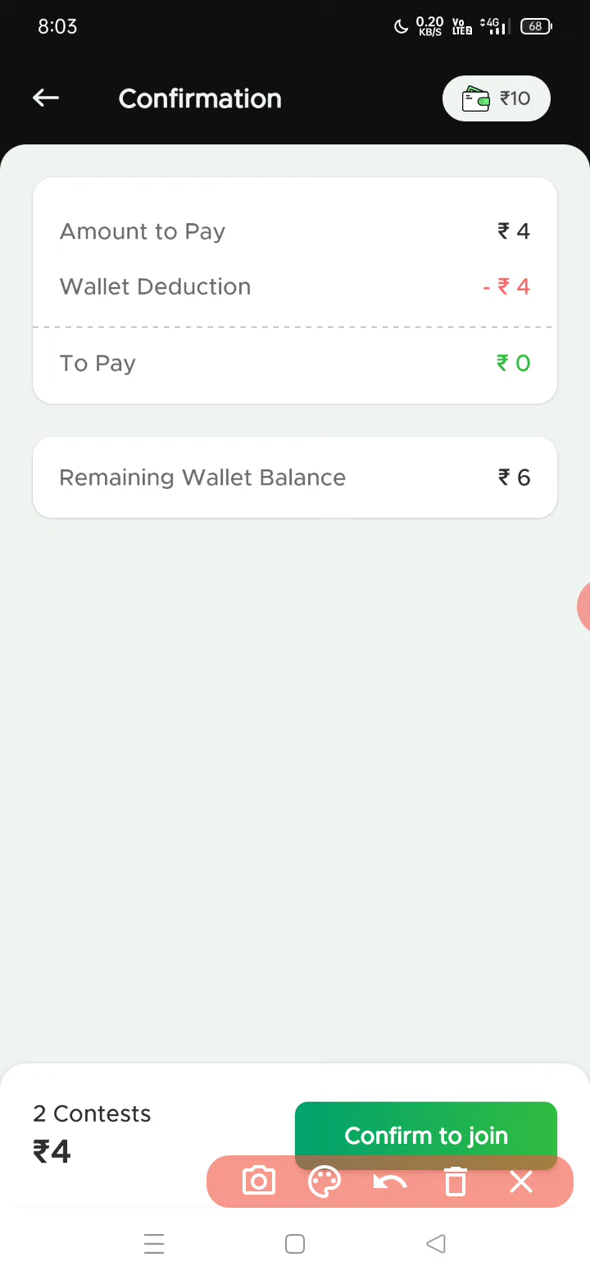 8:03
0.20
KB/S
Vo
LTE2
4G
68
Confirmation
₹10
Amount to Pay
₹ 4
Wallet Deduction
- ₹ 4
To Pay
₹ 0
Remaining Wallet Balance
₹ 6
2 Contests
₹4
Confirm to join